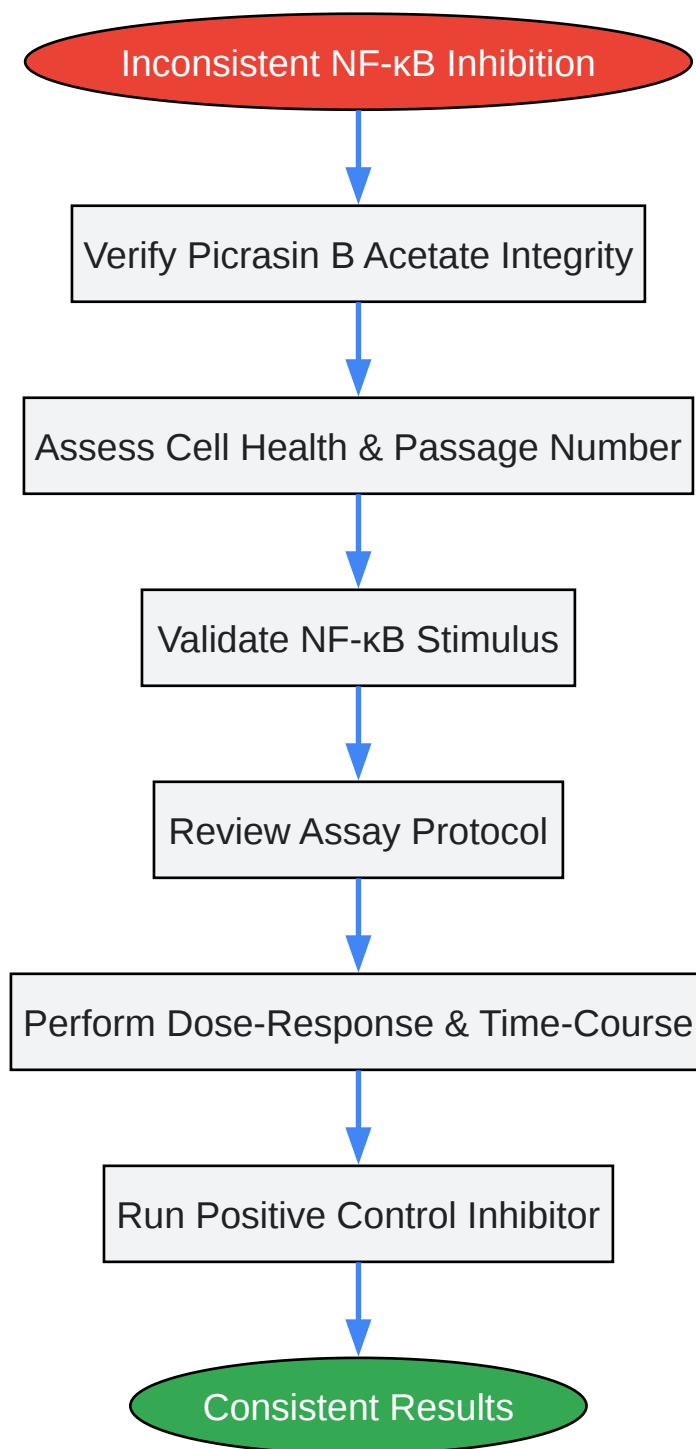 Inconsistent NF-κB Inhibition
Verify Picrasin B Acetate Integrity
Assess Cell Health & Passage Number
Validate NF-κB Stimulus
Review Assay Protocol
Perform Dose-Response & Time-Course
Run Positive Control Inhibitor
Consistent Results